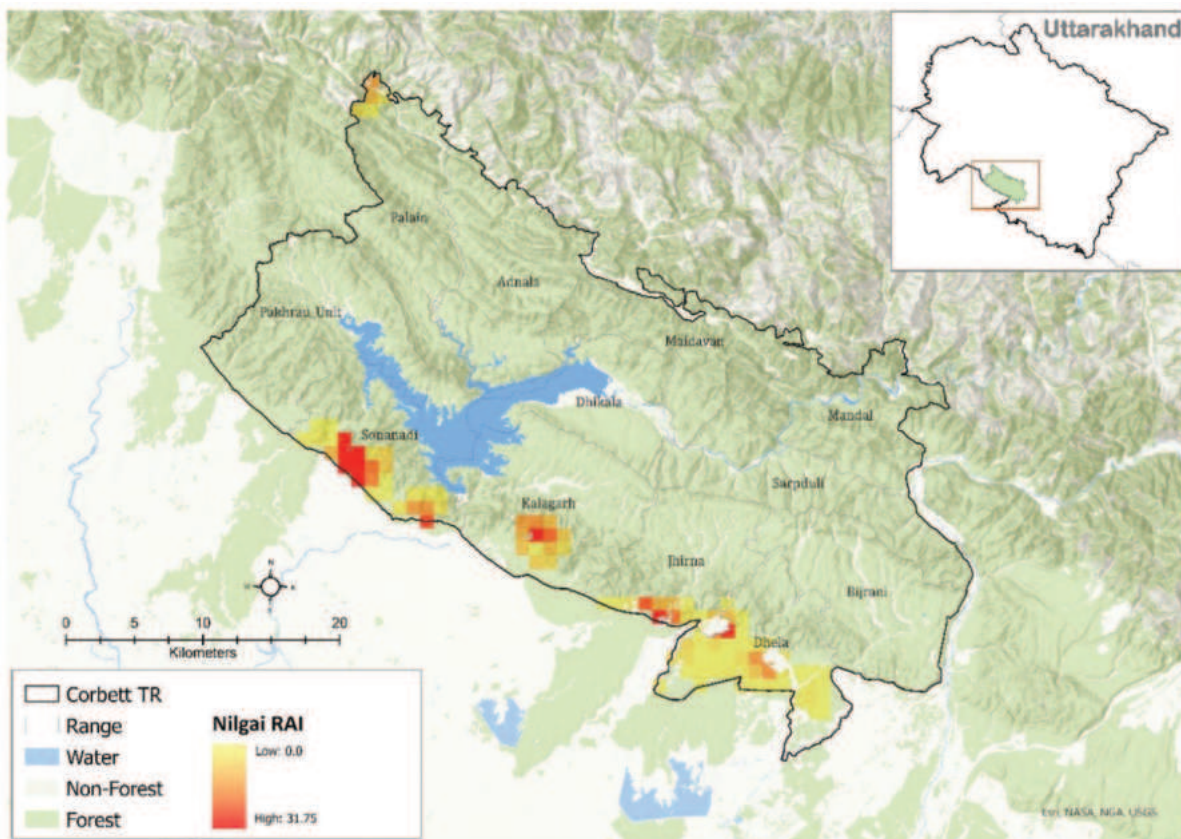 Uttarakhand
Palain
Adnala
Pakhrau Unit
Maidavan
Dhikala
Mandal
Sonanadi
Sarpduli
Kalagarh
Jhirna
Bijrani
Dhela
N
0 5 10 20
Kilometers
Corbett TR
Range
Water
Non-Forest
Forest
Nilgai RAI
Low: 0.0
High: 31.75
Esri, NASA, NGA, USGS